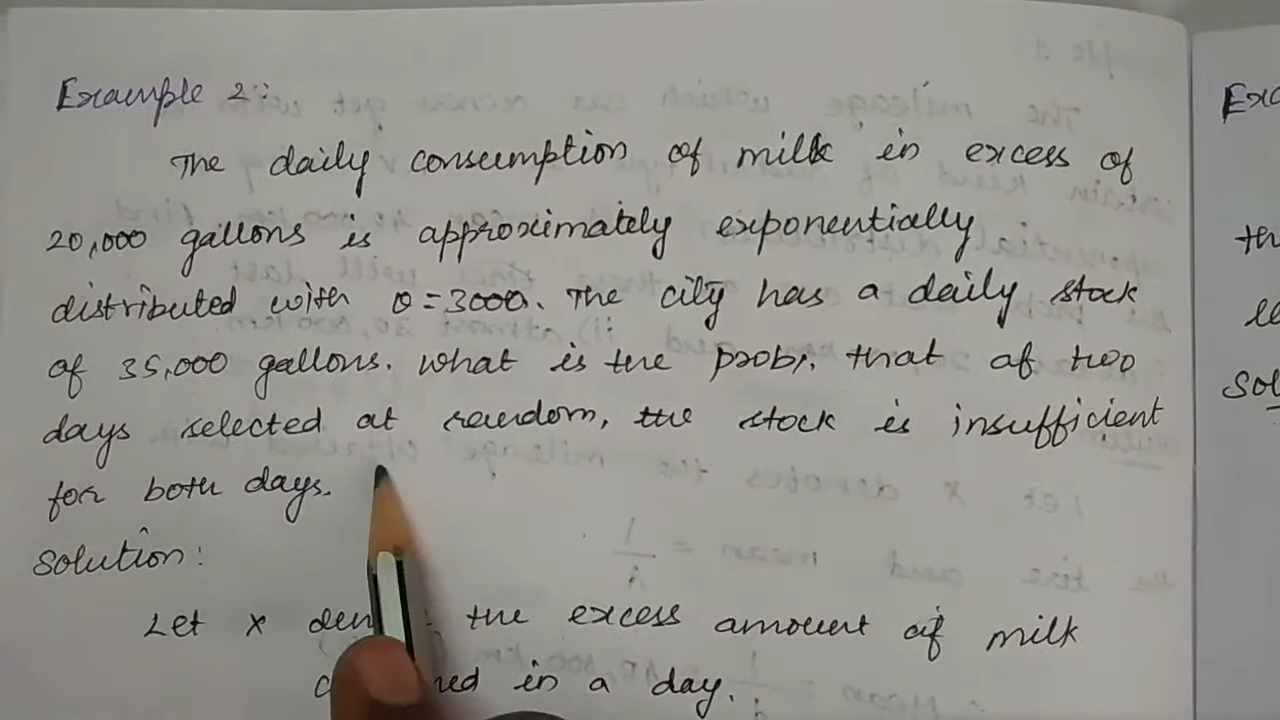 Example 2:
The daily consumption of milk in excess of
20,000 gallons is approximately exponentially
distributed with θ = 3000. The city has a daily stock
of 35,000 gallons. What is the prob. that of two
days selected at random, the stock is insufficient
for both days.
Solution:
Let x the excess amount of milk
in a day.